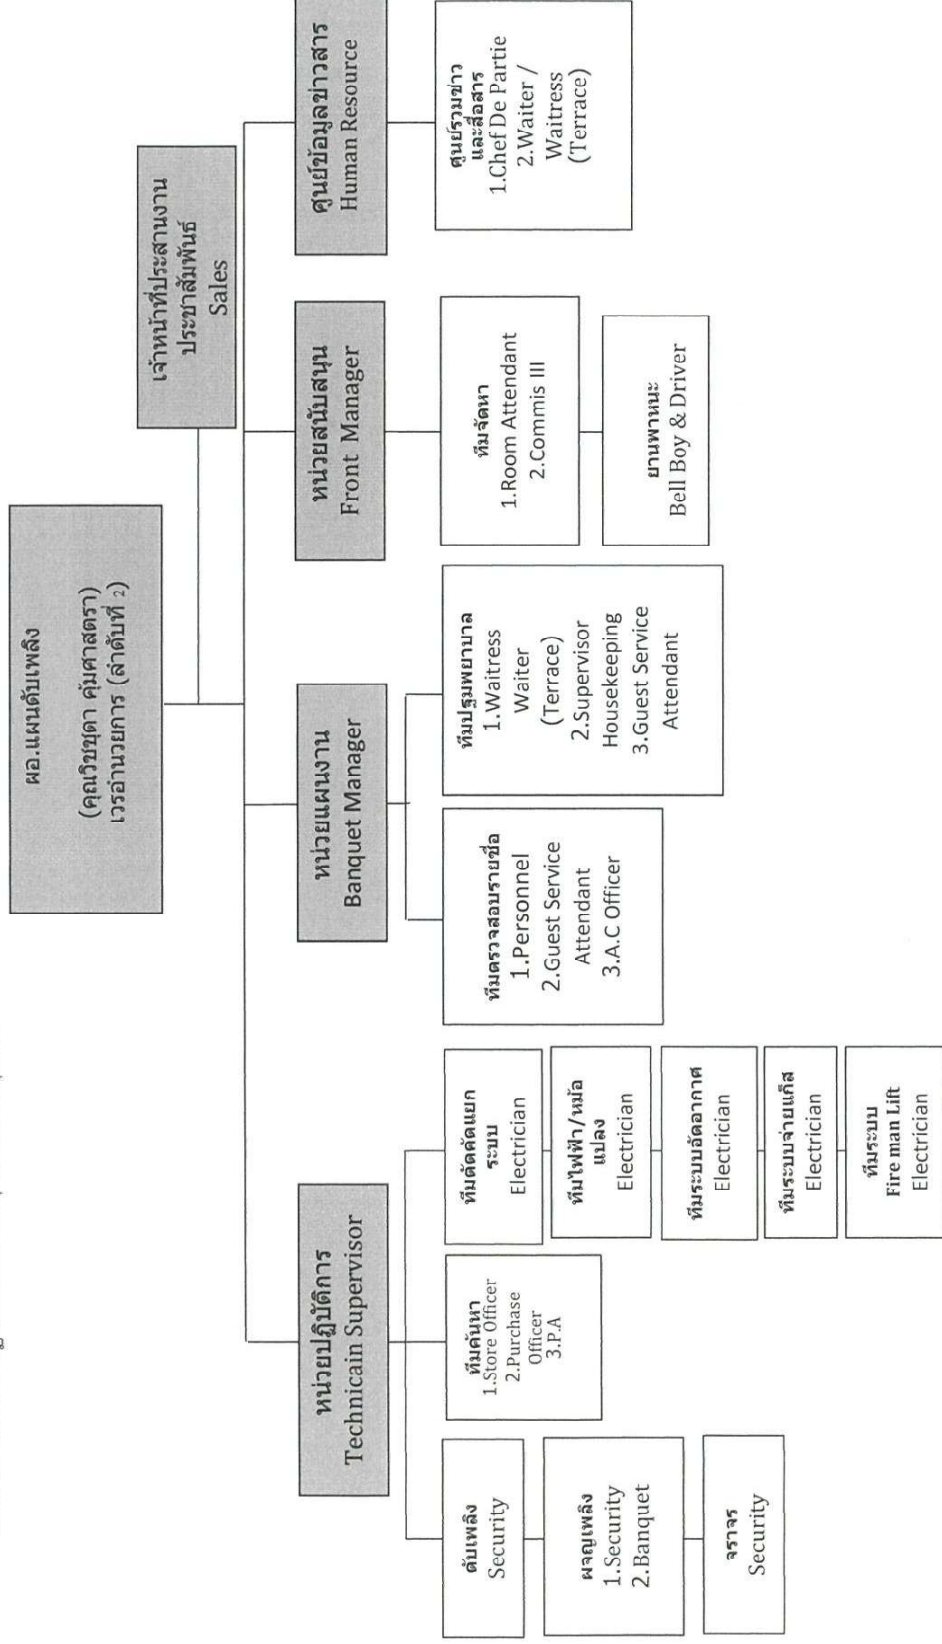 ผอ.แผนดับเพลิง
(คุณวิชชุดา คุ้มศาสตรา)
เวรอำนวยการ (ลำดับที่ 2)
เจ้าหน้าที่ประสานงาน
ประชาสัมพันธ์
Sales
หน่วยปฏิบัติการ
Technicain Supervisor
หน่วยแผนงาน
Banquet Manager
หน่วยสนับสนุน
Front Manager
ศูนย์ข้อมูลข่าวสาร
Human Resource
ดับเพลิง
Security
ผจญเพลิง
1.Security
2.Banquet
จราจร
Security
ทีมค้นหา
1.Store Officer
2.Purchase
Officer
3.P.A
ทีมตัดคัดแยก
ระบบ
Electrician
ทีมไฟฟ้า/หม้อ
แปลง
Electrician
ทีมระบบอัดอากาศ
Electrician
ทีมระบบจ่ายแก๊ส
Electrician
ทีมระบบ
Fire man Lift
Electrician
ทีมตรวจสอบรายชื่อ
1.Personnel
2.Guest Service
Attendant
3.A.C Officer
ทีมปฐมพยาบาล
1.Waitress
Waiter
(Terrace)
2.Supervisor
Housekeeping
3.Guest Service
Attendant
ทีมจัดหา
1.Room Attendant
2.Commis III
ยานพาหนะ
Bell Boy & Driver
ศูนย์รวมข่าว
และสื่อสาร
1.Chef De Partie
2.Waiter /
Waitress
(Terrace)